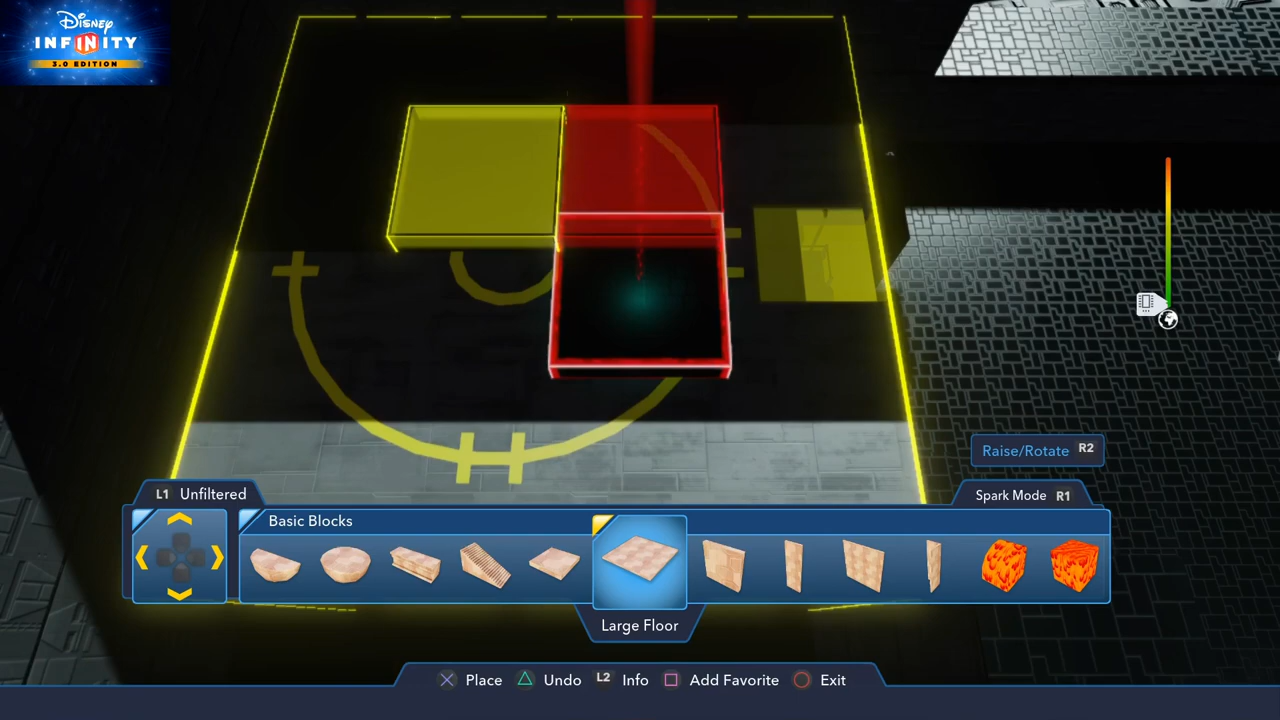 Disney
INFINITY
3.0 EDITION
Raise/Rotate R2
L1 Unfiltered
Spark Mode R1
Basic Blocks
Large Floor
Place Undo L2 Info Add Favorite Exit